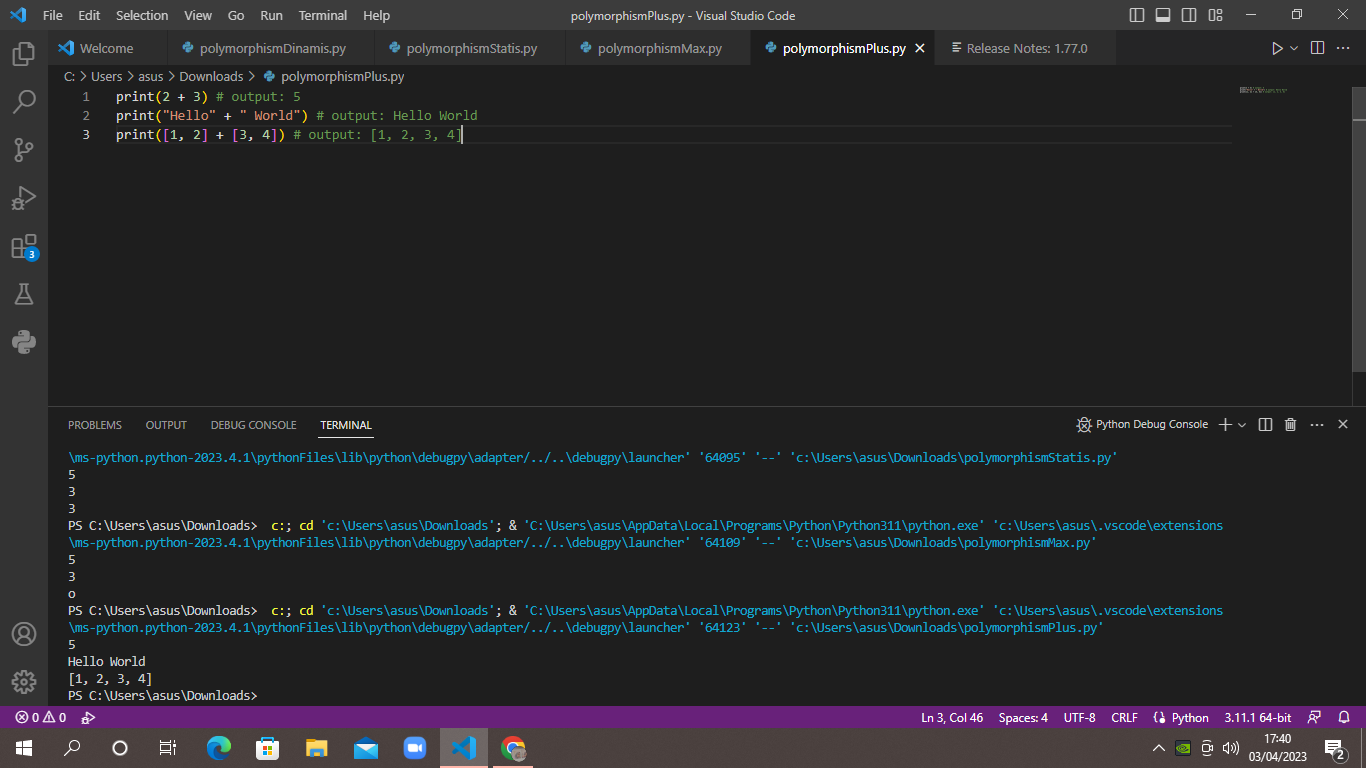 File Edit Selection View Go Run Terminal Help polymorphismPlus.py - Visual Studio Code
Welcome polymorphismDinamis.py polymorphismStatis.py polymorphismMax.py polymorphismPlus.py Release Notes: 1.77.0
C: > Users > asus > Downloads > polymorphismPlus.py
1 print(2 + 3) # output: 5
2 print("Hello" + " World") # output: Hello World
3 print([1, 2] + [3, 4]) # output: [1, 2, 3, 4]
3
PROBLEMS OUTPUT DEBUG CONSOLE TERMINAL Python Debug Console
\ms-python.python-2023.4.1\pythonFiles\lib\python\debugpy\adapter/../..\debugpy\launcher' '64095' '--' 'c:\Users\asus\Downloads\polymorphismStatis.py'
5
3
3
PS C:\Users\asus\Downloads>  c:; cd 'c:\Users\asus\Downloads'; & 'C:\Users\asus\AppData\Local\Programs\Python\Python311\python.exe' 'c:\Users\asus\.vscode\extensions
\ms-python.python-2023.4.1\pythonFiles\lib\python\debugpy\adapter/../..\debugpy\launcher' '64109' '--' 'c:\Users\asus\Downloads\polymorphismMax.py'
5
3
o
PS C:\Users\asus\Downloads>  c:; cd 'c:\Users\asus\Downloads'; & 'C:\Users\asus\AppData\Local\Programs\Python\Python311\python.exe' 'c:\Users\asus\.vscode\extensions
\ms-python.python-2023.4.1\pythonFiles\lib\python\debugpy\adapter/../..\debugpy\launcher' '64123' '--' 'c:\Users\asus\Downloads\polymorphismPlus.py'
5
Hello World
[1, 2, 3, 4]
PS C:\Users\asus\Downloads>
0 0 Ln 3, Col 46 Spaces: 4 UTF-8 CRLF Python 3.11.1 64-bit
17:40
03/04/2023
2